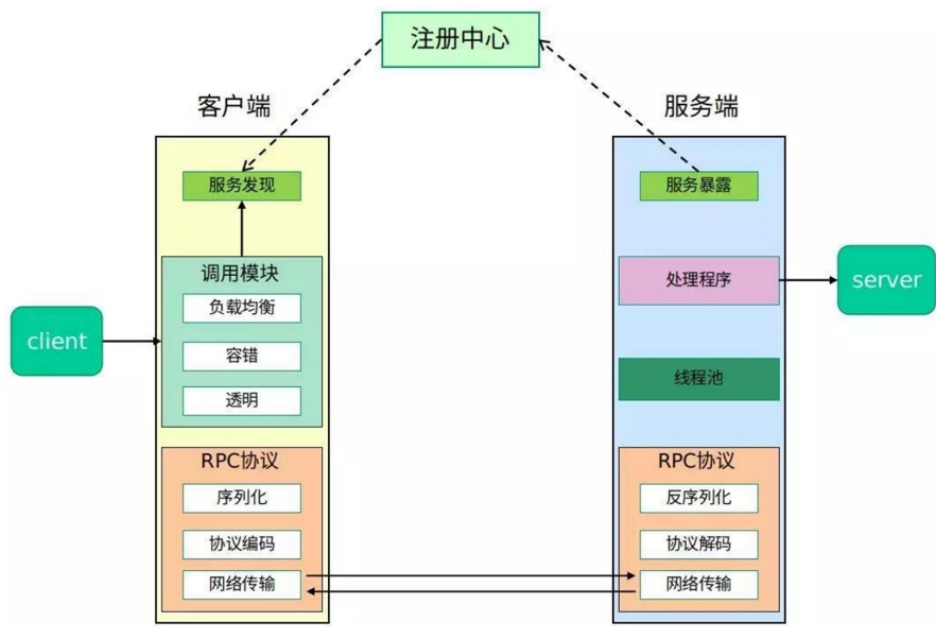 注册中心
客户端
服务端
服务发现
服务暴露
调用模块
负载均衡
容错
透明
处理程序
server
client
线程池
RPC协议
序列化
协议编码
网络传输
RPC协议
反序列化
协议解码
网络传输